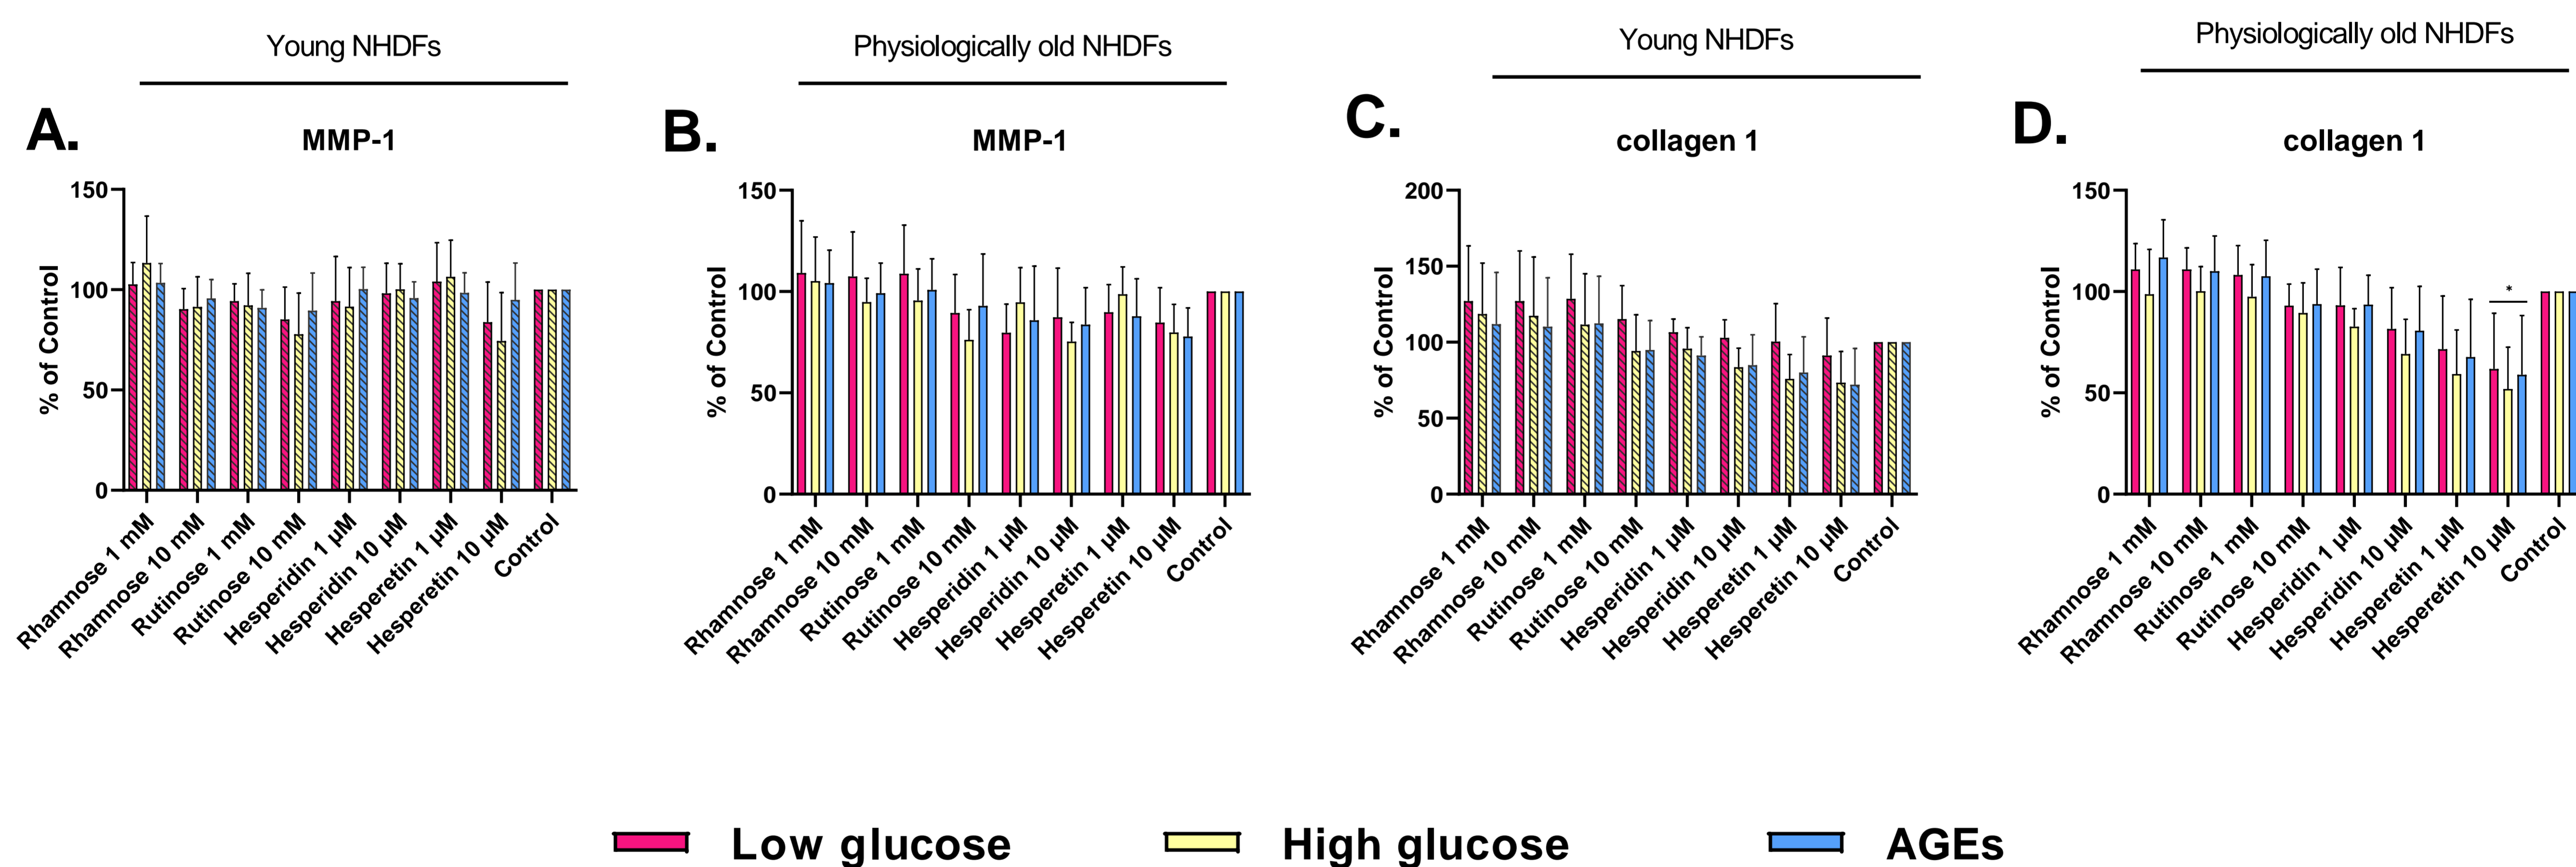 Young NHDFs
A.
MMP-1
% of Control
150
100
50
0
Rhamnose 1 mM
Rhamnose 10 mM
Rutinose 1 mM
Rutinose 10 mM
Hesperidin 1 µM
Hesperidin 10 µM
Hesperetin 1 µM
Hesperetin 10 µM
Control
Physiologically old NHDFs
B.
MMP-1
% of Control
150
100
50
0
Rhamnose 1 mM
Rhamnose 10 mM
Rutinose 1 mM
Rutinose 10 mM
Hesperidin 1 µM
Hesperidin 10 µM
Hesperetin 1 µM
Hesperetin 10 µM
Control
Young NHDFs
C.
collagen 1
% of Control
200
150
100
50
0
Rhamnose 1 mM
Rhamnose 10 mM
Rutinose 1 mM
Rutinose 10 mM
Hesperidin 1 µM
Hesperidin 10 µM
Hesperetin 1 µM
Hesperetin 10 µM
Control
Physiologically old NHDFs
D.
collagen 1
% of Control
150
100
50
0
*
Rhamnose 1 mM
Rhamnose 10 mM
Rutinose 1 mM
Rutinose 10 mM
Hesperidin 1 µM
Hesperidin 10 µM
Hesperetin 1 µM
Hesperetin 10 µM
Control
Low glucose
High glucose
AGEs